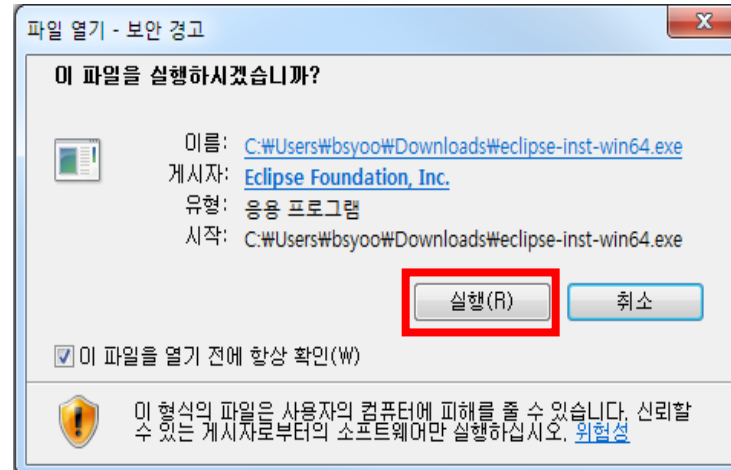 파일 열기 - 보안 경고
이 파일을 실행하시겠습니까?
이름: C:₩Users₩bsyoo₩Downloads₩eclipse-inst-win64.exe
게시자: Eclipse Foundation, Inc.
유형: 응용 프로그램
시작: C:₩Users₩bsyoo₩Downloads₩eclipse-inst-win64.exe
실행(R) 취소
이 파일을 열기 전에 항상 확인(W)
이 형식의 파일은 사용자의 컴퓨터에 피해를 줄 수 있습니다. 신뢰할
수 있는 게시자로부터의 소프트웨어만 실행하십시오. 위험성